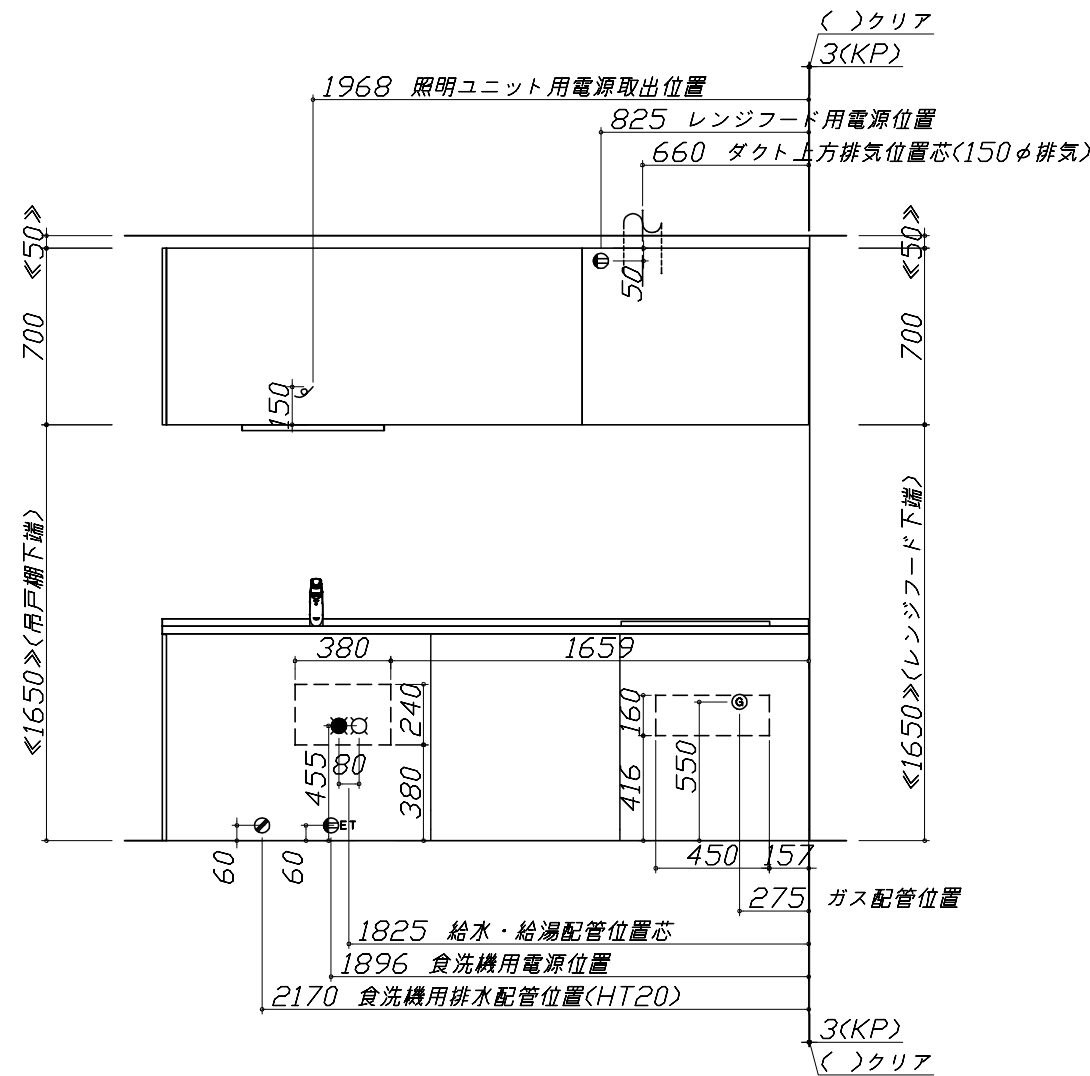 ( )クリア
3(KP)
1968 照明ユニット用電源取出位置
825 レンジフード用電源位置
660 ダクト上方排気位置芯(150φ排気)
≪50≫
≪50≫
50
700
700
150
≪1650≫(吊戸棚下端)
≪1650≫(レンジフード下端)
380
1659
240
160
G
455
80
380
416
550
ET
60
60
450
157
275 ガス配管位置
1825 給水・給湯配管位置芯
1896 食洗機用電源位置
2170 食洗機用排水配管位置(HT20)
3(KP)
( )クリア